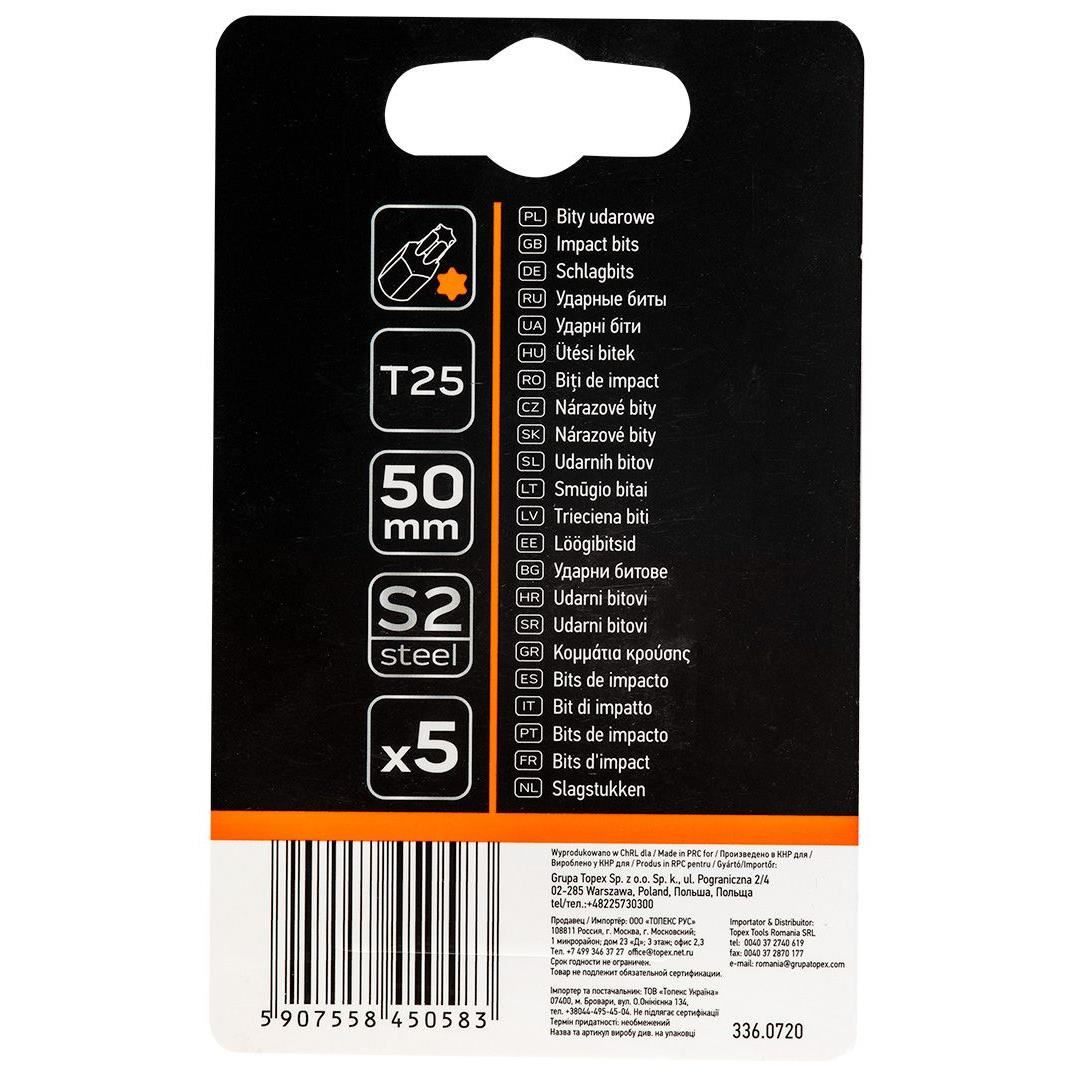 T25
50
mm
S2
steel
x5
PL Bity udarowe
GB Impact bits
DE Schlagbits
RU Ударные биты
UA Ударні біти
HU Ütési bitek
RO Biți de impact
CZ Nárazové bity
SK Nárazové bity
SL Udarnih bitov
LT Smūgio bitai
LV Trieciena biti
EE Löögibitsid
BG Ударни битове
HR Udarni bitovi
SR Udarni bitovi
GR Κομμάτια κρούσης
ES Bits de impacto
IT Bit di impatto
PT Bits de impacto
FR Bits d'impact
NL Slagstukken
Wyprodukowano w ChRL dla / Made in PRC for / Произведено в КНР для /
Вироблено у КНР для / Produs in RPC pentru / Gyártó/Importőr:
Grupa Topex Sp. z o.o. Sp. k., ul. Pograniczna 2/4
02-285 Warszawa, Poland, Польша, Польща
tel/тел.:+48225730300
Продавец / Импортёр: ООО «ТОПЕКС РУС»
108811 Россия, г. Москва, г. Московский;
1 микрорайон; дом 23 «Д»; 3 этаж; офис 2,3
Тел. +7 499 346 37 27 office@topex.net.ru
Срок годности не ограничен.
Товар не подлежит обязательной сертификации.
Importator & Distribuitor:
Topex Tools Romania SRL
tel: 0040 37 2740 619
fax: 0040 37 2870 177
e-mail: romania@grupatopex.com
Імпортер та постачальник: ТОВ «Топекс Україна»
07400, м. Бровари, вул. О.Онікієнка 134,
тел. +38044-495-45-04. Не підлягає сертифікації
Термін придатності: необмежений
Назва та артикул виробу див. на упаковці
5 907558 450583
336.0720